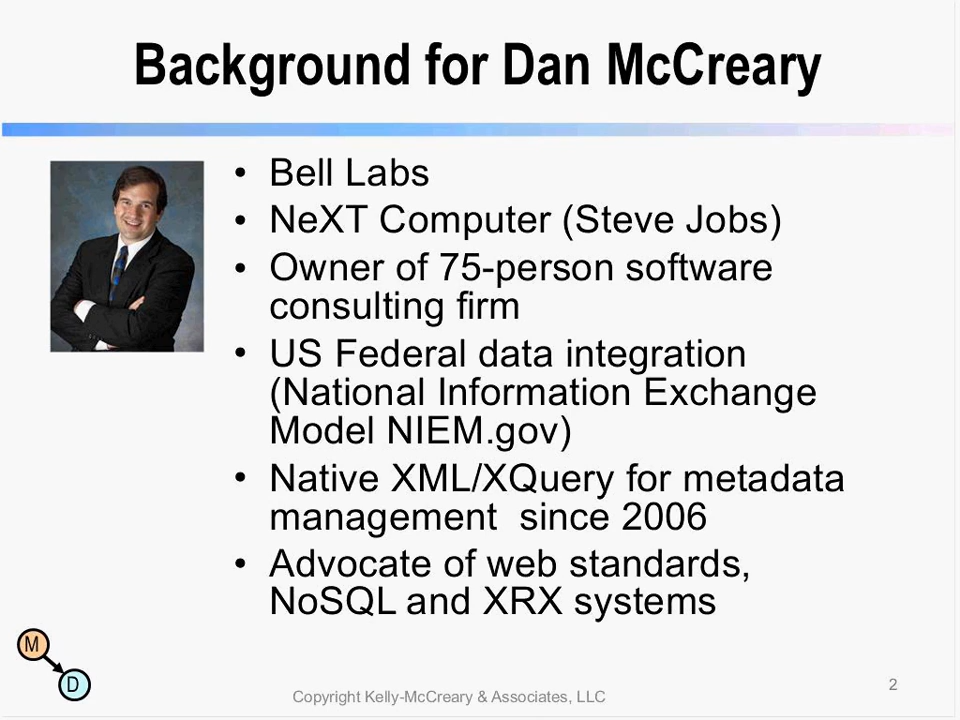 Background for Dan McCreary
• Bell Labs
• NeXT Computer (Steve Jobs)
• Owner of 75-person software
consulting firm
• US Federal data integration
(National Information Exchange
Model NIEM.gov)
• Native XML/XQuery for metadata
management  since 2006
• Advocate of web standards,
NoSQL and XRX systems
M
D
Copyright Kelly-McCreary & Associates, LLC
2